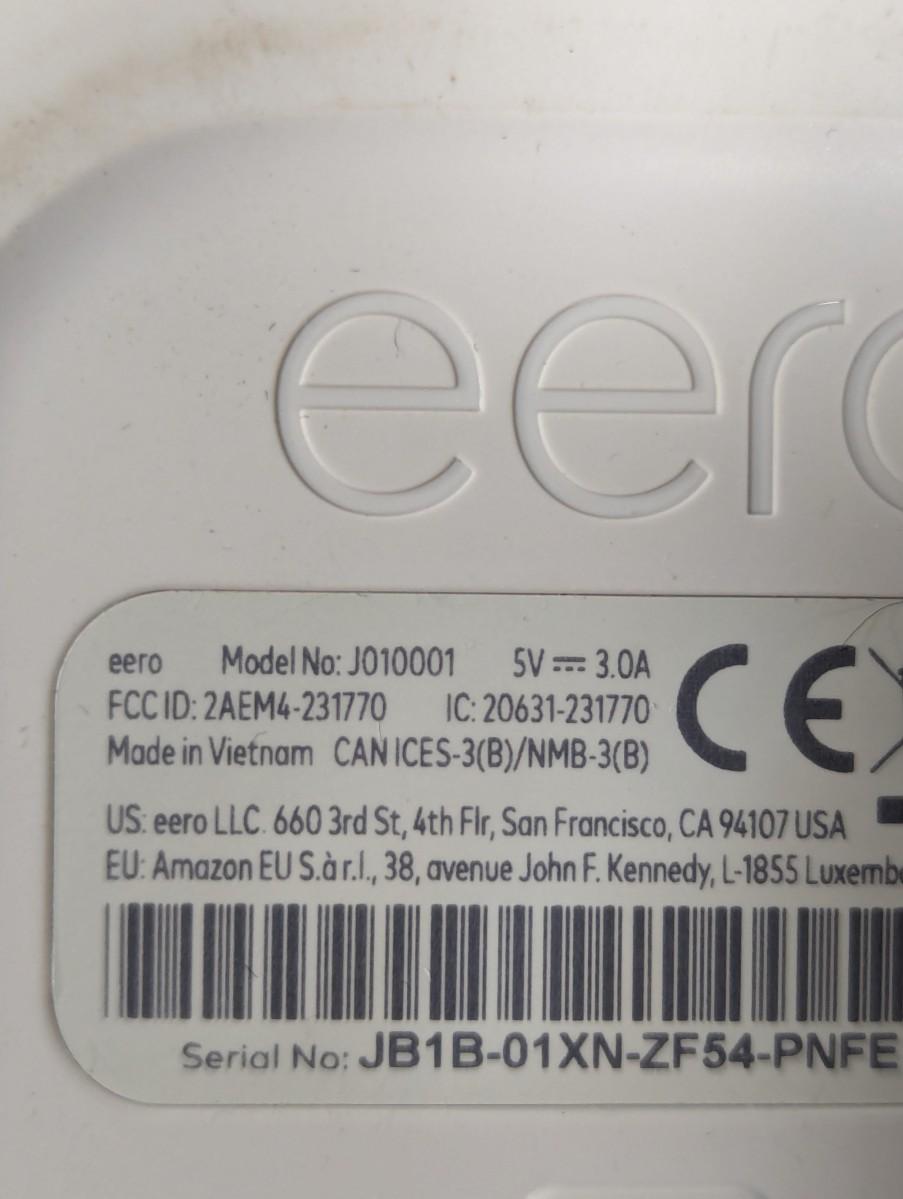 eero
eero Model No: J010001 5V ⎓ 3.0A
FCC ID: 2AEM4-231770 IC: 20631-231770
Made in Vietnam CAN ICES-3(B)/NMB-3(B)
CE
US: eero LLC. 660 3rd St, 4th Flr, San Francisco, CA 94107 USA
EU: Amazon EU S.à r.l., 38, avenue John F. Kennedy, L-1855 Luxembo
Serial No: JB1B-01XN-ZF54-PNFE